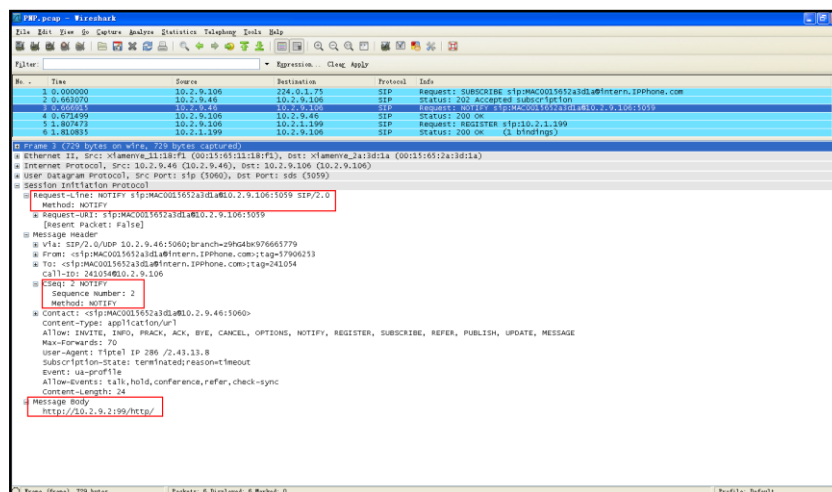 PNP.pcap - Wireshark
File Edit View Go Capture Analyze Statistics Telephony Tools Help
Filter: Expression... Clear Apply
No. . Time Source Destination Protocol Info
1 0.000000 10.2.9.106 224.0.1.75 SIP Request: SUBSCRIBE sip:MAC0015652a3d1a@intern.IPPhone.com
2 0.663070 10.2.9.46 10.2.9.106 SIP Status: 202 Accepted subscription
3 0.666915 10.2.9.46 10.2.9.106 SIP Request: NOTIFY sip:MAC0015652a3d1a@10.2.9.106:5059
4 0.671499 10.2.9.106 10.2.9.46 SIP Status: 200 OK
5 1.807473 10.2.9.106 10.2.1.199 SIP Request: REGISTER sip:10.2.1.199
6 1.810835 10.2.1.199 10.2.9.106 SIP Status: 200 OK (1 bindings)
Frame 3 (729 bytes on wire, 729 bytes captured)
Ethernet II, Src: XiamenYe_11:18:f1 (00:15:65:11:18:f1), Dst: XiamenYe_2a:3d:1a (00:15:65:2a:3d:1a)
Internet Protocol, Src: 10.2.9.46 (10.2.9.46), Dst: 10.2.9.106 (10.2.9.106)
User Datagram Protocol, Src Port: sip (5060), Dst Port: sds (5059)
Session Initiation Protocol
Request-Line: NOTIFY sip:MAC0015652a3d1a@10.2.9.106:5059 SIP/2.0
Method: NOTIFY
Request-URI: sip:MAC0015652a3d1a@10.2.9.106:5059
[Resent Packet: False]
Message Header
Via: SIP/2.0/UDP 10.2.9.46:5060;branch=z9hG4bK976665779
From: <sip:MAC0015652a3d1a@intern.IPPhone.com>;tag=57906253
To: <sip:MAC0015652a3d1a@intern.IPPhone.com>;tag=241054
Call-ID: 241054@10.2.9.106
CSeq: 2 NOTIFY
Sequence Number: 2
Method: NOTIFY
Contact: <sip:MAC0015652a3d1a@10.2.9.46:5060>
Content-Type: application/url
Allow: INVITE, INFO, PRACK, ACK, BYE, CANCEL, OPTIONS, NOTIFY, REGISTER, SUBSCRIBE, REFER, PUBLISH, UPDATE, MESSAGE
Max-Forwards: 70
User-Agent: Tiptel IP 286 /2.43.13.8
Subscription-State: terminated;reason=timeout
Event: ua-profile
Allow-Events: talk,hold,conference,refer,check-sync
Content-Length: 24
Message Body
http://10.2.9.2:99/http/
Frame (frame), 729 bytes Packets: 6 Displayed: 6 Marked: 0 Profile: Default